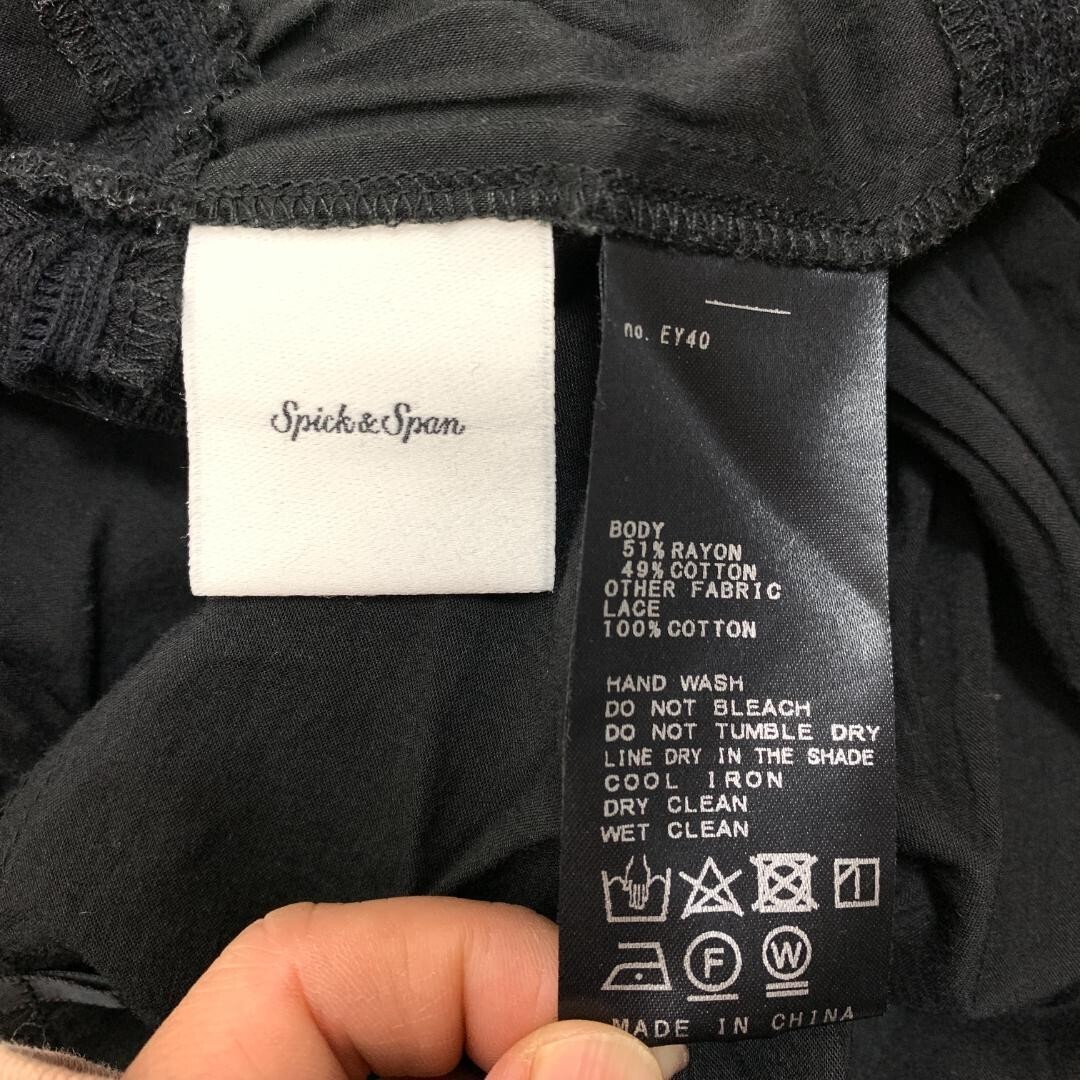 Spick & Span
no. EY40
BODY
51% RAYON
49% COTTON
OTHER FABRIC
LACE
100% COTTON
HAND WASH
DO NOT BLEACH
DO NOT TUMBLE DRY
LINE DRY IN THE SHADE
COOL IRON
DRY CLEAN
WET CLEAN
F W
MADE IN CHINA